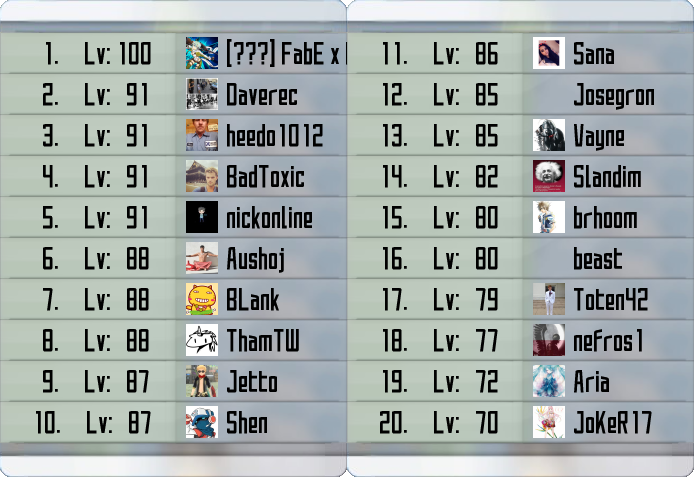 1. Lv: 100 [???] FabE x
2. Lv: 91 Daverec
3. Lv: 91 heedo1012
4. Lv: 91 BadToxic
5. Lv: 91 nickonline
6. Lv: 88 Aushoj
7. Lv: 88 BLank
8. Lv: 88 ThamTW
9. Lv: 87 Jetto
10. Lv: 87 Shen
11. Lv: 86 Sana
12. Lv: 85 Josegron
13. Lv: 85 Vayne
14. Lv: 82 Slandim
15. Lv: 80 brhoom
16. Lv: 80 beast
17. Lv: 79 Toten42
18. Lv: 77 nefros1
19. Lv: 72 Aria
20. Lv: 70 JoKeR17